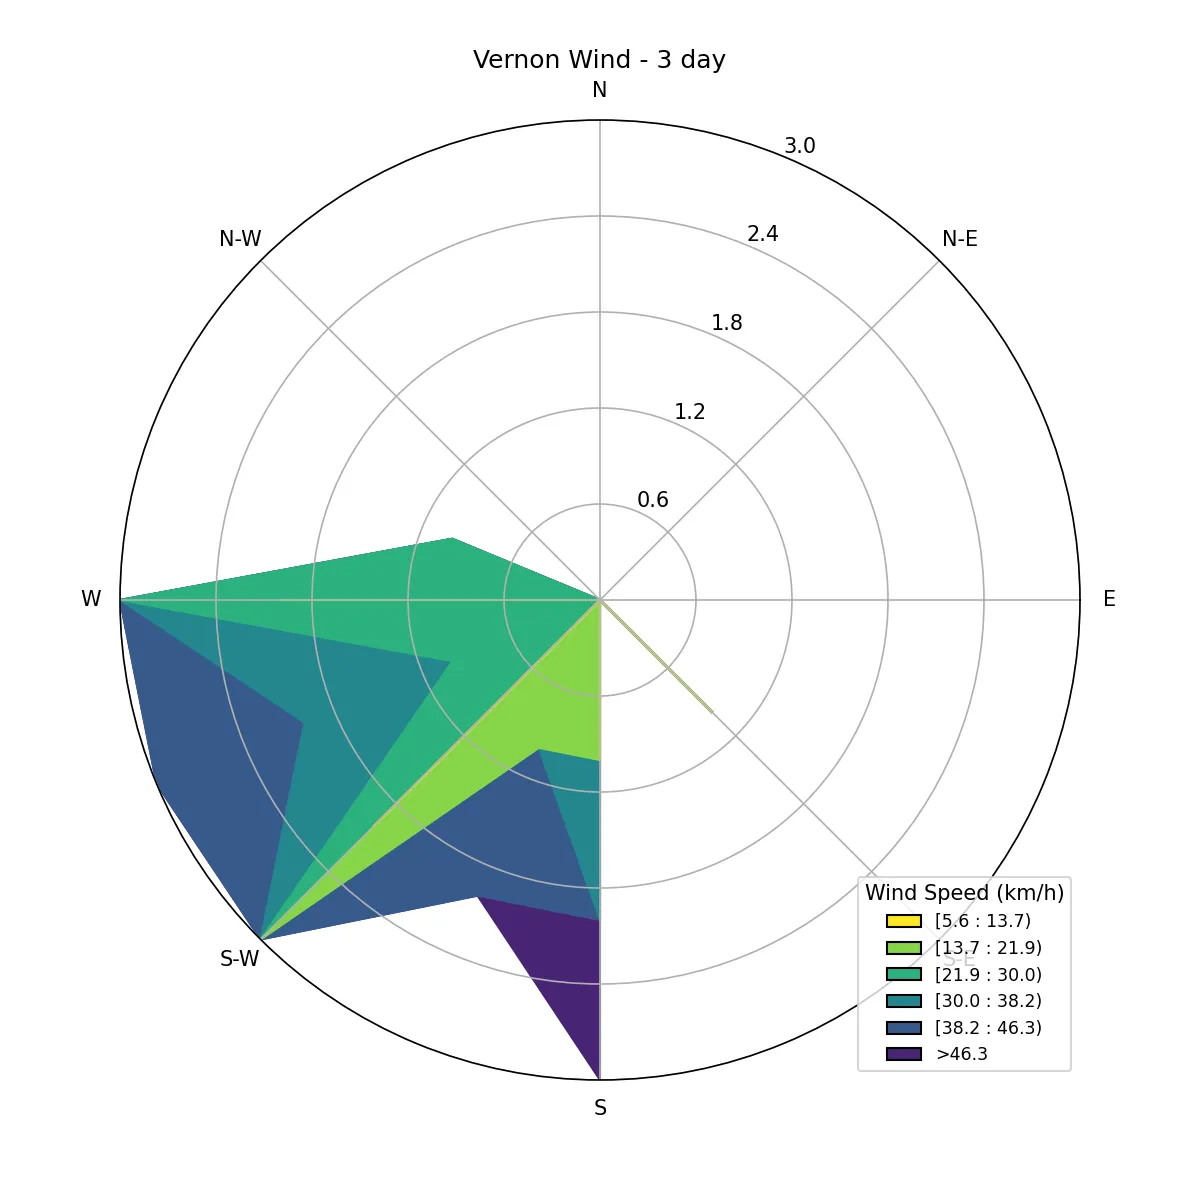 Vernon Wind - 3 day
N
3.0
N-W
2.4
N-E
1.8
1.2
0.6
W
E
Wind Speed (km/h)
[5.6 : 13.7)
[13.7 : 21.9)
S-W
S-E
[21.9 : 30.0)
[30.0 : 38.2)
[38.2 : 46.3)
>46.3
S